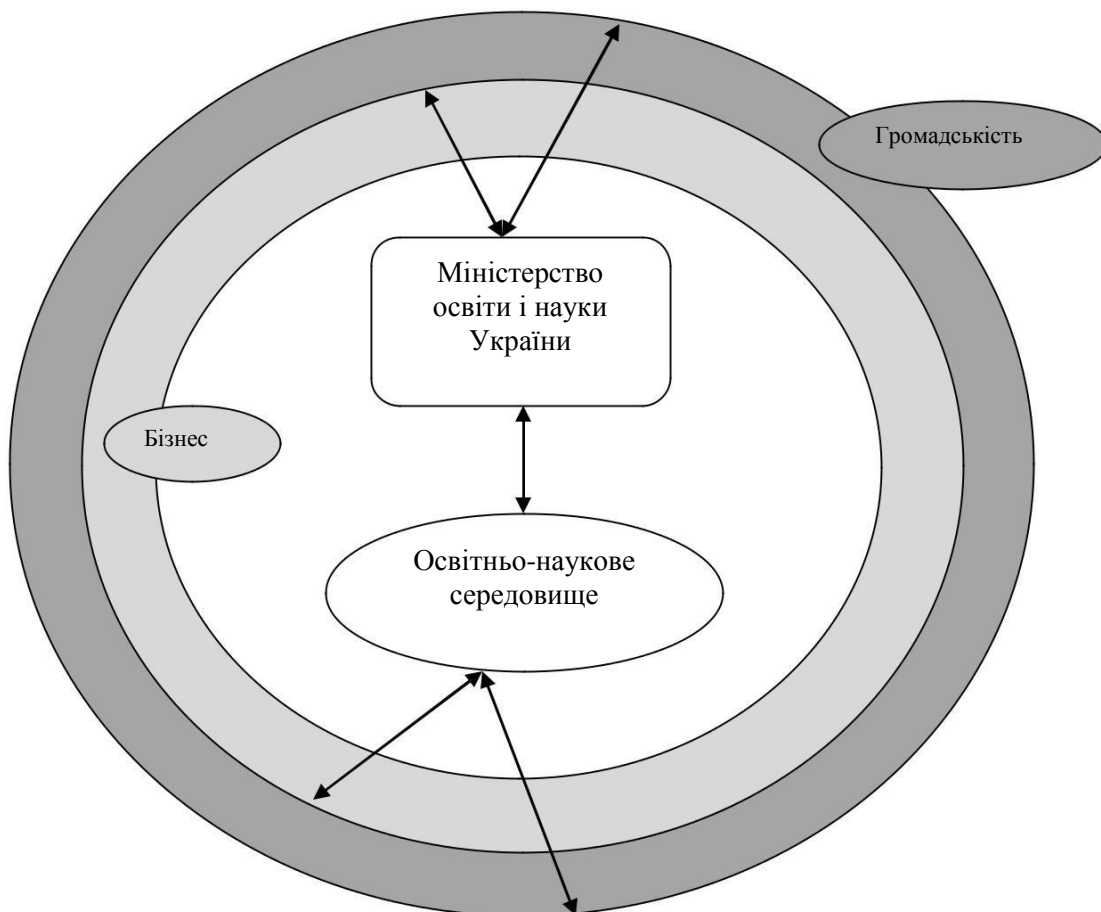 Громадськість
Міністерство
освіти і науки
України
Бізнес
Освітньо-наукове
середовище